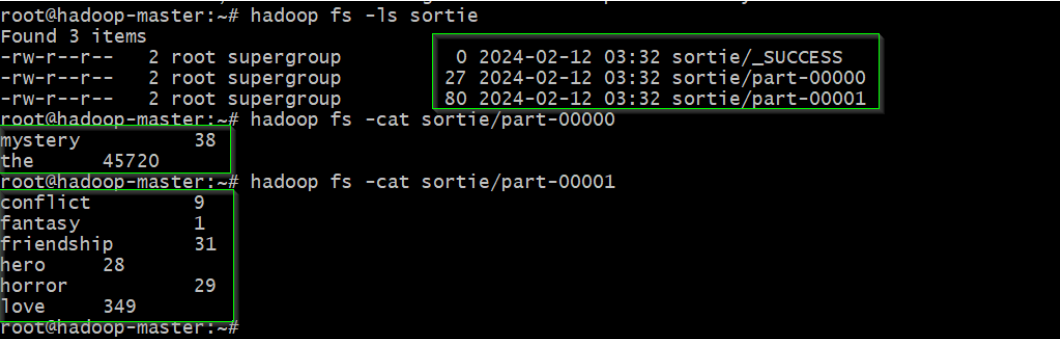 root@hadoop-master:~# hadoop fs -ls sortie
Found 3 items
-rw-r--r--   2 root supergroup          0 2024-02-12 03:32 sortie/_SUCCESS
-rw-r--r--   2 root supergroup         27 2024-02-12 03:32 sortie/part-00000
-rw-r--r--   2 root supergroup         80 2024-02-12 03:32 sortie/part-00001
root@hadoop-master:~# hadoop fs -cat sortie/part-00000
mystery           38
the       45720
root@hadoop-master:~# hadoop fs -cat sortie/part-00001
conflict          9
fantasy           1
friendship        31
hero      28
horror            29
love      349
root@hadoop-master:~#